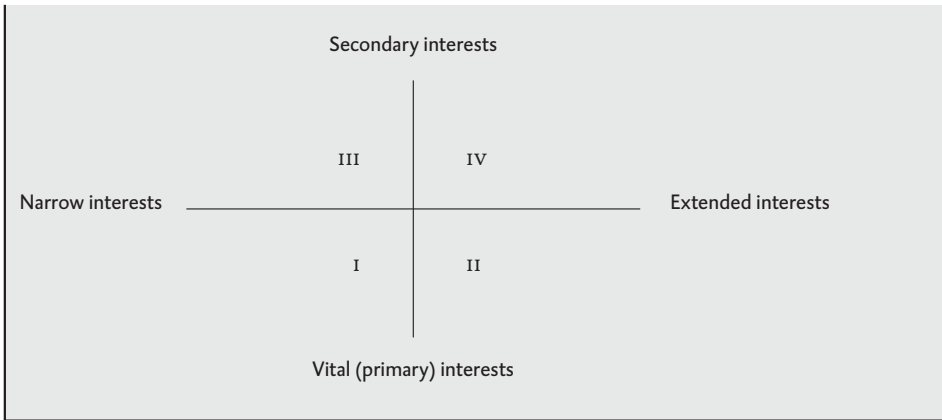 Secondary interests
III IV
Narrow interests Extended interests
I II
Vital (primary) interests